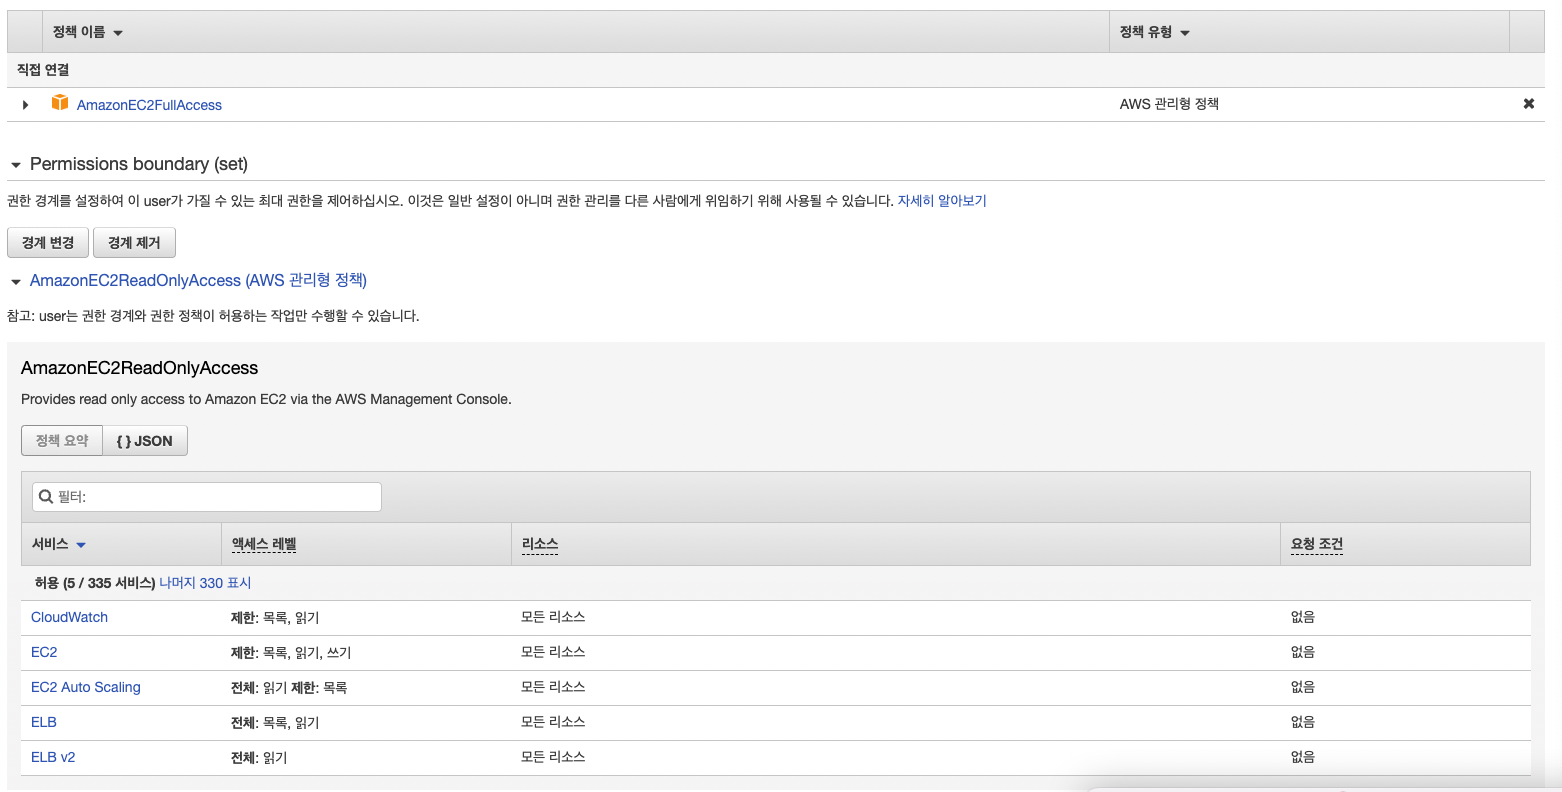 정책 이름 정책 유형
직접 연결
AmazonEC2FullAccess AWS 관리형 정책
Permissions boundary (set)
권한 경계를 설정하여 이 user가 가질 수 있는 최대 권한을 제어하십시오. 이것은 일반 설정이 아니며 권한 관리를 다른 사람에게 위임하기 위해 사용될 수 있습니다. 자세히 알아보기
경계 변경 경계 제거
AmazonEC2ReadOnlyAccess (AWS 관리형 정책)
참고: user는 권한 경계와 권한 정책이 허용하는 작업만 수행할 수 있습니다.
AmazonEC2ReadOnlyAccess
Provides read only access to Amazon EC2 via the AWS Management Console.
정책 요약 { } JSON
필터:
서비스 액세스 레벨 리소스 요청 조건
허용 (5 / 335 서비스) 나머지 330 표시
CloudWatch 제한: 목록, 읽기 모든 리소스 없음
EC2 제한: 목록, 읽기, 쓰기 모든 리소스 없음
EC2 Auto Scaling 전체: 읽기 제한: 목록 모든 리소스 없음
ELB 전체: 목록, 읽기 모든 리소스 없음
ELB v2 전체: 읽기 모든 리소스 없음